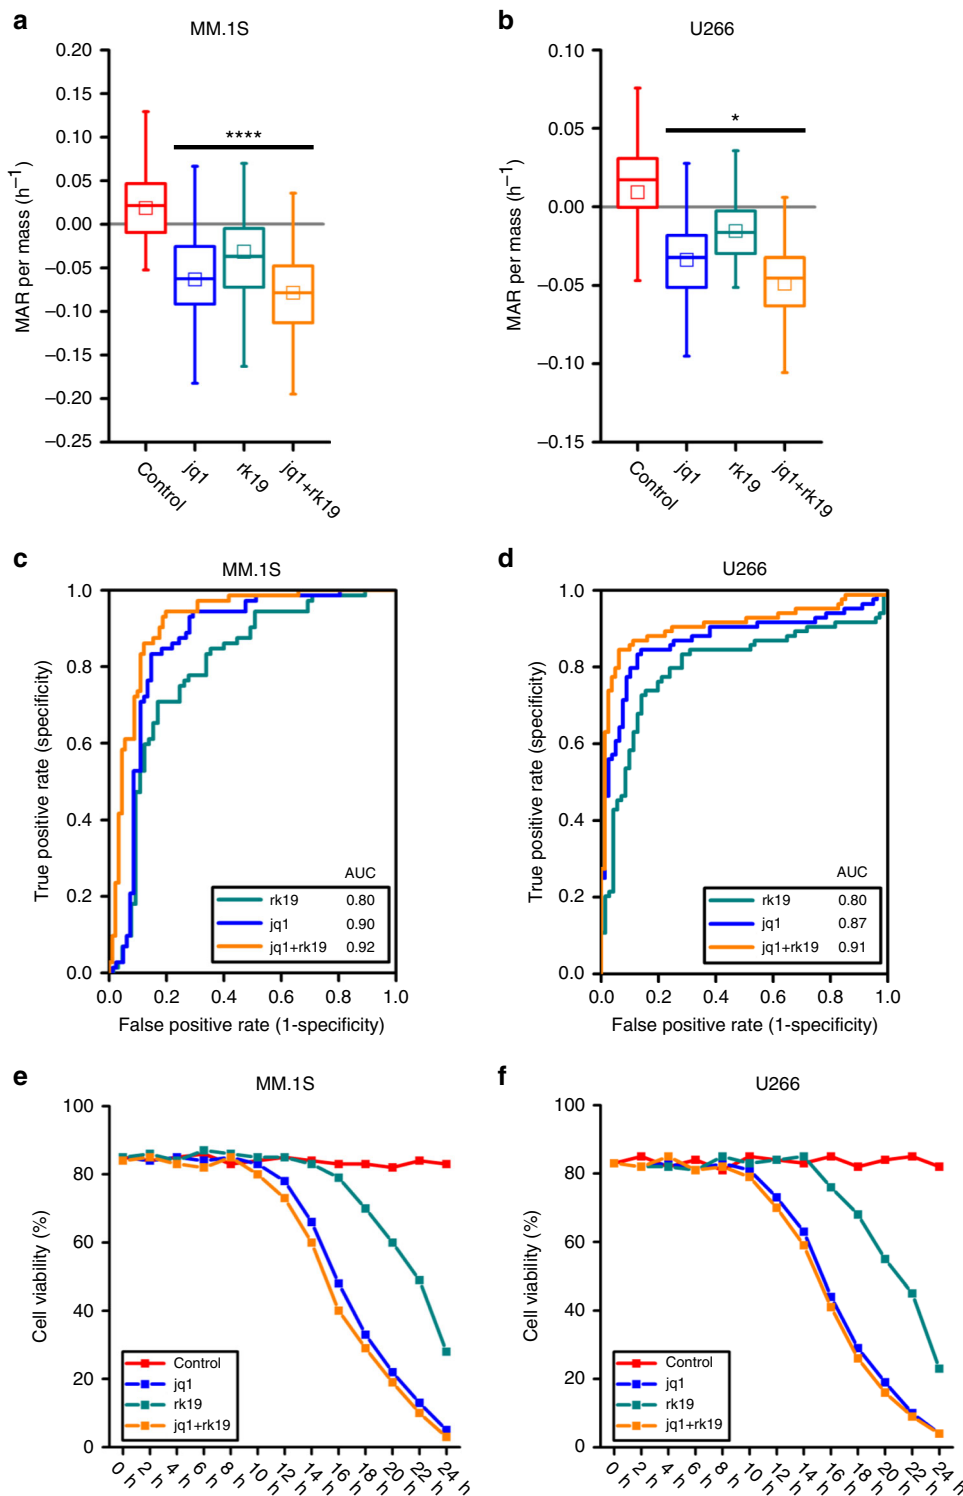 a
MM.1S
MAR per mass (h⁻¹)
0.20
0.15
0.10
0.05
0.00
–0.05
–0.10
–0.15
–0.20
–0.25
****
Control
jq1
rk19
jq1+rk19
b
U266
MAR per mass (h⁻¹)
0.10
0.05
0.00
–0.05
–0.10
–0.15
*
Control
jq1
rk19
jq1+rk19
c
MM.1S
True positive rate (specificity)
1.0
0.8
0.6
0.4
0.2
0.0
AUC
rk19 0.80
jq1 0.90
jq1+rk19 0.92
0.0 0.2 0.4 0.6 0.8 1.0
False positive rate (1-specificity)
d
U266
True positive rate (specificity)
1.0
0.8
0.6
0.4
0.2
0.0
AUC
rk19 0.80
jq1 0.87
jq1+rk19 0.91
0.0 0.2 0.4 0.6 0.8 1.0
False positive rate (1-specificity)
e
MM.1S
Cell viability (%)
100
80
60
40
20
0
Control
jq1
rk19
jq1+rk19
0 h
2 h
4 h
6 h
8 h
10 h
12 h
14 h
16 h
18 h
20 h
22 h
24 h
f
U266
Cell viability (%)
100
80
60
40
20
0
Control
jq1
rk19
jq1+rk19
0 h
2 h
4 h
6 h
8 h
10 h
12 h
14 h
16 h
18 h
20 h
22 h
24 h